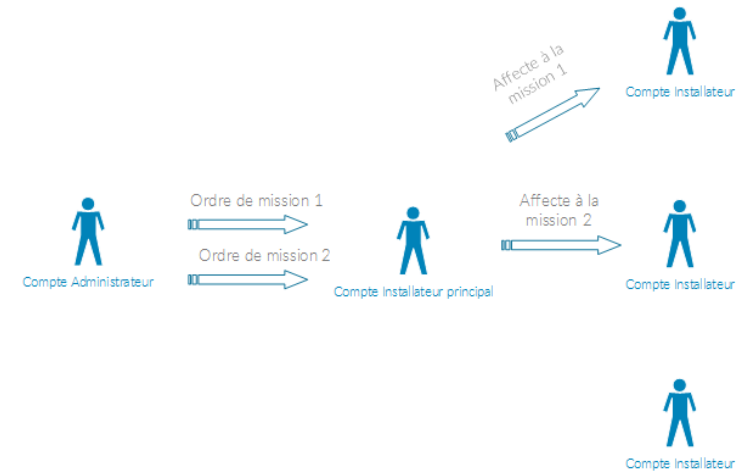 Affecte à la
mission 1
Compte Installateur
Ordre de mission 1
Ordre de mission 2
Compte Administrateur
Compte Installateur principal
Affecte à la
mission 2
Compte Installateur
Compte Installateur